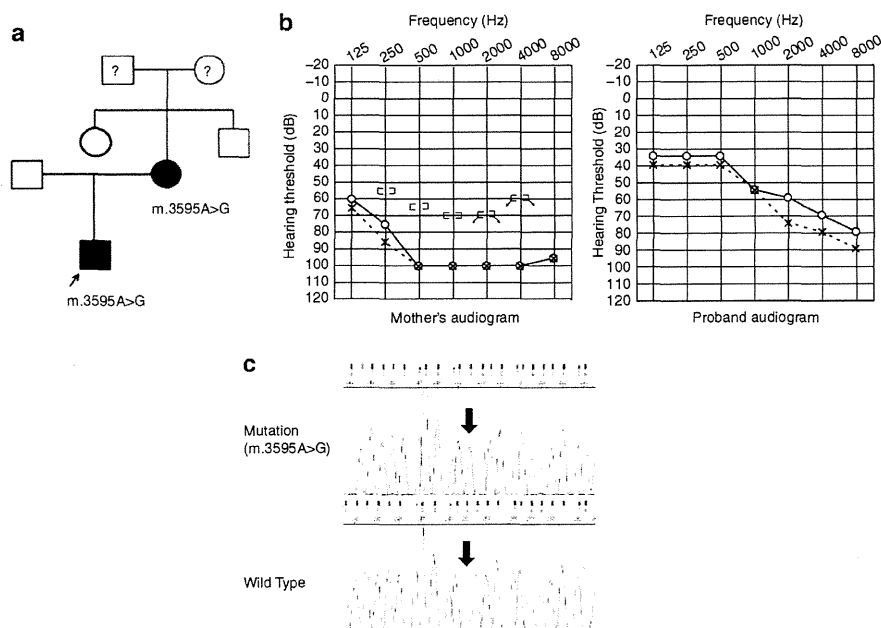 a
?
?
m.3595A>G
m.3595A>G
b
Frequency (Hz)
125 250 500 1000 2000 4000 8000
-20
-10
0
10
20
30
40
50
60
70
80
90
100
110
120
Hearing threshold (dB)
Mother's audiogram
Frequency (Hz)
125 250 500 1000 2000 4000 8000
-20
-10
0
10
20
30
40
50
60
70
80
90
100
110
120
Hearing Threshold (dB)
Proband audiogram
c
Mutation
(m.3595A>G)
Wild Type